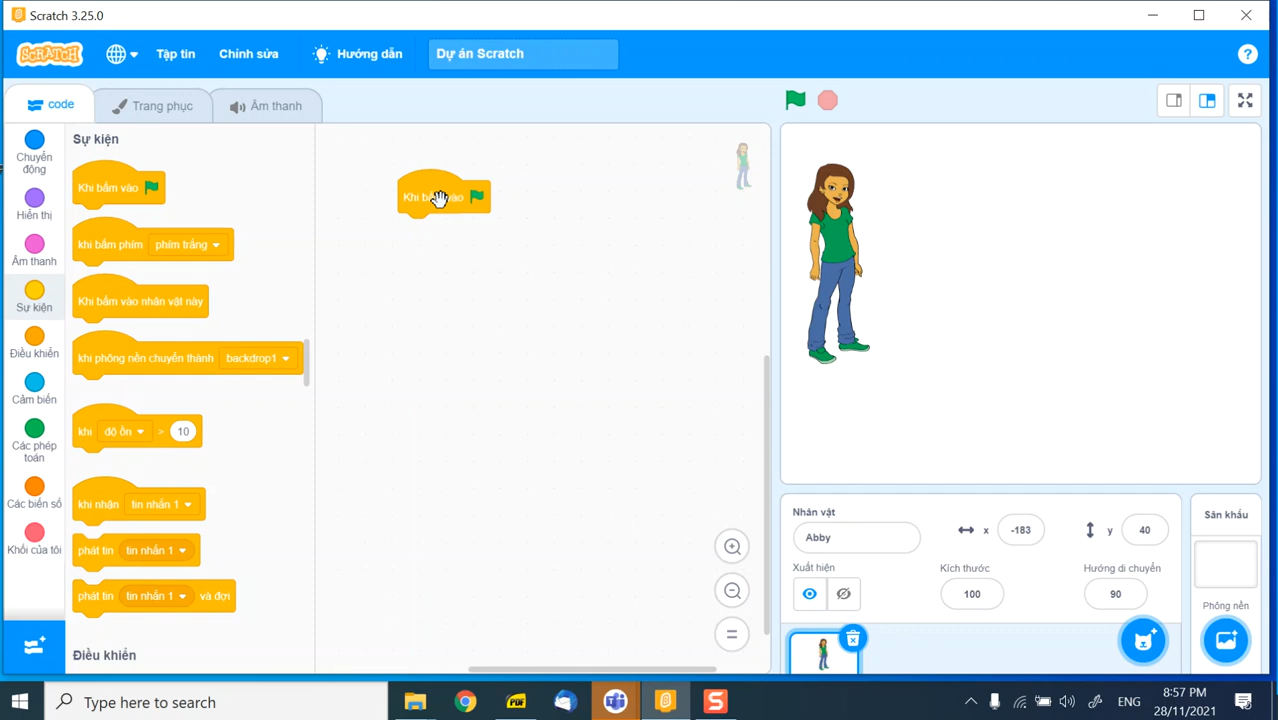 Scratch 3.25.0
SCRATCH
Tập tin
Chỉnh sửa
Hướng dẫn
Dự án Scratch
?
code
Trang phục
Âm thanh
Chuyển động
Hiển thị
Âm thanh
Sự kiện
Điều khiển
Cảm biến
Các phép toán
Các biến số
Khối của tôi
Sự kiện
Khi bấm vào
khi bấm phím phím trắng
Khi bấm vào nhân vật này
khi phông nền chuyển thành backdrop1
khi độ ồn > 10
khi nhận tin nhắn 1
phát tin tin nhắn 1
phát tin tin nhắn 1 và đợi
Điều khiển
Nhân vật
Abby
x -183
y 40
Xuất hiện
Kích thước
100
Hướng di chuyển
90
Sân khấu
Phông nền
Type here to search
PDF
S
ENG
8:57 PM
28/11/2021